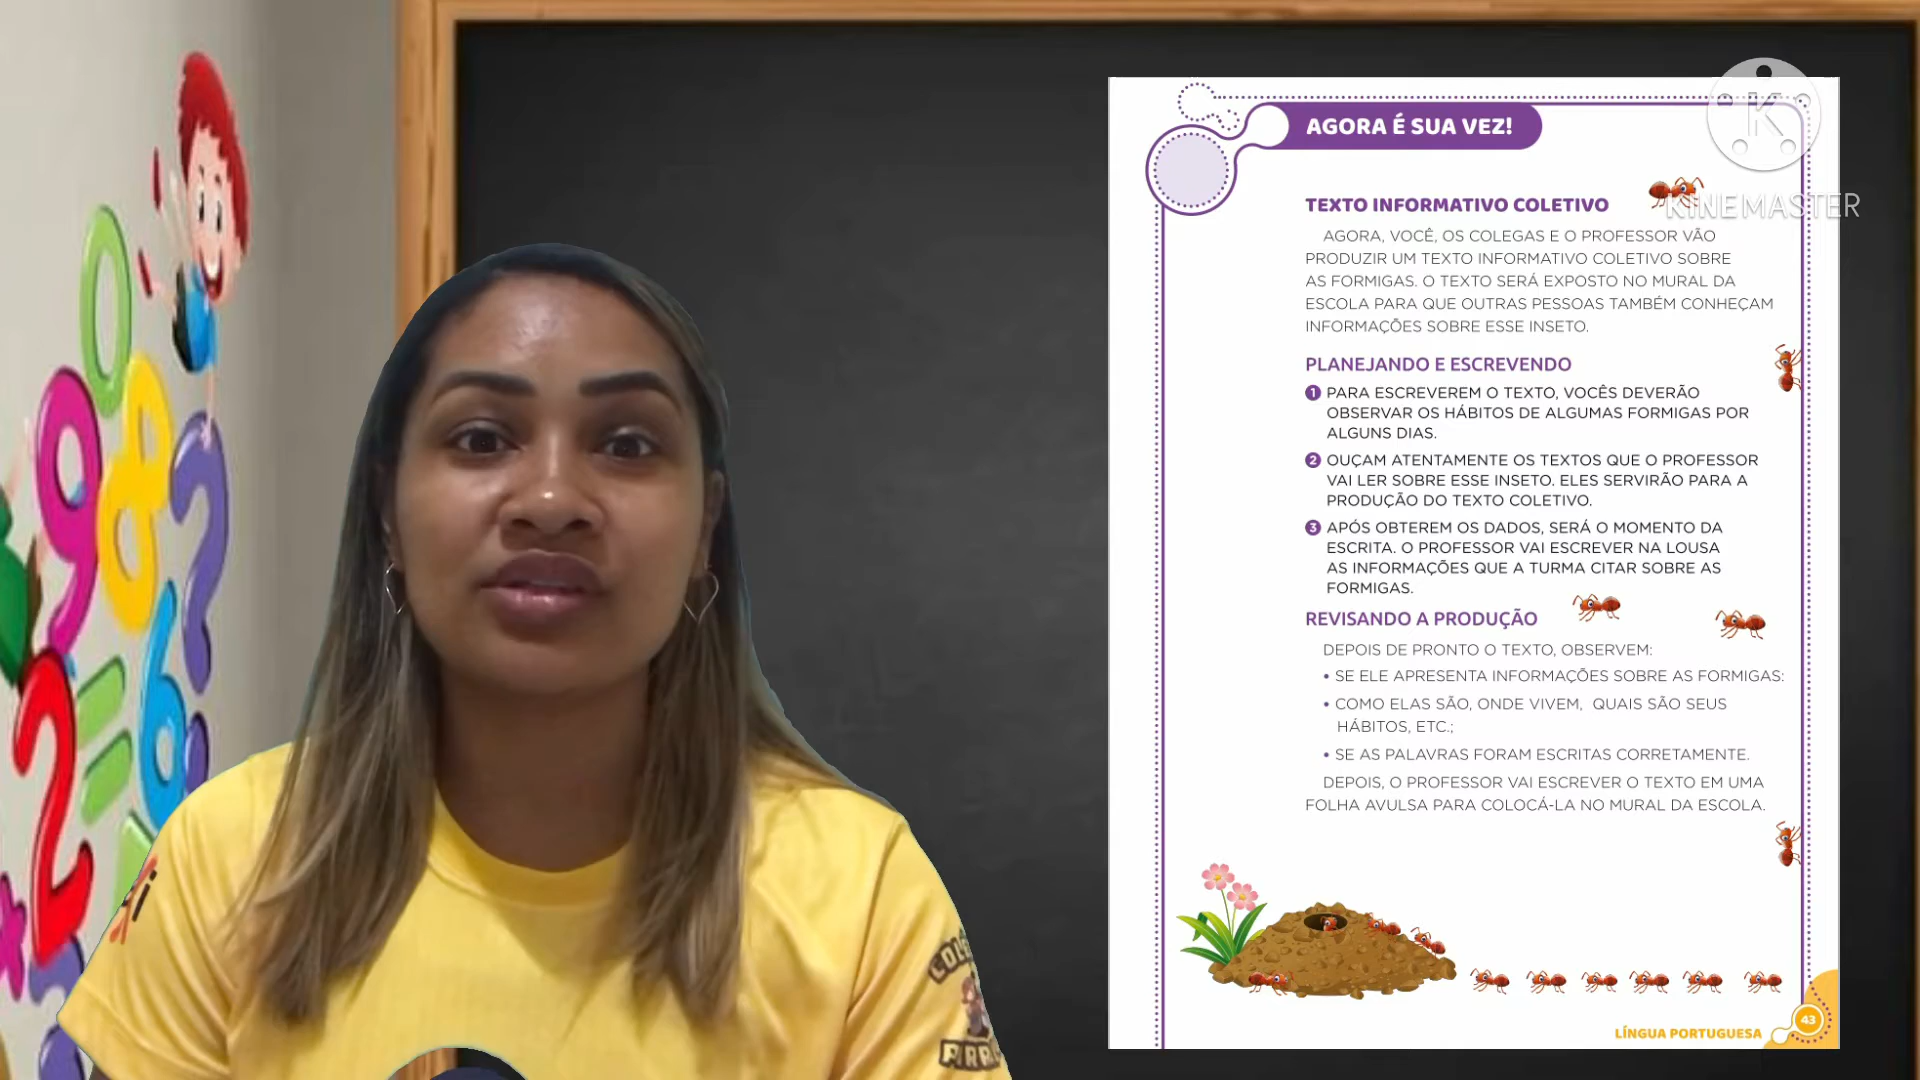 AGORA É SUA VEZ!
KINEMASTER
TEXTO INFORMATIVO COLETIVO
AGORA, VOCÊ, OS COLEGAS E O PROFESSOR VÃO
PRODUZIR UM TEXTO INFORMATIVO COLETIVO SOBRE
AS FORMIGAS. O TEXTO SERÁ EXPOSTO NO MURAL DA
ESCOLA PARA QUE OUTRAS PESSOAS TAMBÉM CONHEÇAM
INFORMAÇÕES SOBRE ESSE INSETO.
PLANEJANDO E ESCREVENDO
1 PARA ESCREVEREM O TEXTO, VOCÊS DEVERÃO
OBSERVAR OS HÁBITOS DE ALGUMAS FORMIGAS POR
ALGUNS DIAS.
2 OUÇAM ATENTAMENTE OS TEXTOS QUE O PROFESSOR
VAI LER SOBRE ESSE INSETO. ELES SERVIRÃO PARA A
PRODUÇÃO DO TEXTO COLETIVO.
3 APÓS OBTEREM OS DADOS, SERÁ O MOMENTO DA
ESCRITA. O PROFESSOR VAI ESCREVER NA LOUSA
AS INFORMAÇÕES QUE A TURMA CITAR SOBRE AS
FORMIGAS.
REVISANDO A PRODUÇÃO
DEPOIS DE PRONTO O TEXTO, OBSERVEM:
• SE ELE APRESENTA INFORMAÇÕES SOBRE AS FORMIGAS:
• COMO ELAS SÃO, ONDE VIVEM, QUAIS SÃO SEUS
HÁBITOS, ETC.;
• SE AS PALAVRAS FORAM ESCRITAS CORRETAMENTE.
DEPOIS, O PROFESSOR VAI ESCREVER O TEXTO EM UMA
FOLHA AVULSA PARA COLOCÁ-LA NO MURAL DA ESCOLA.
LÍNGUA PORTUGUESA 43